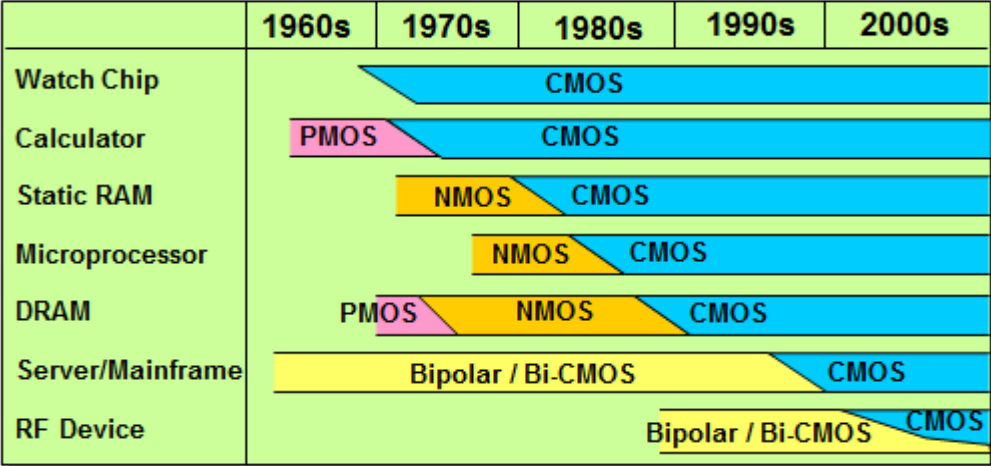 1960s 1970s 1980s 1990s 2000s
Watch Chip CMOS
Calculator PMOS CMOS
Static RAM NMOS CMOS
Microprocessor NMOS CMOS
DRAM PMOS NMOS CMOS
Server/Mainframe Bipolar / Bi-CMOS CMOS
RF Device Bipolar / Bi-CMOS CMOS